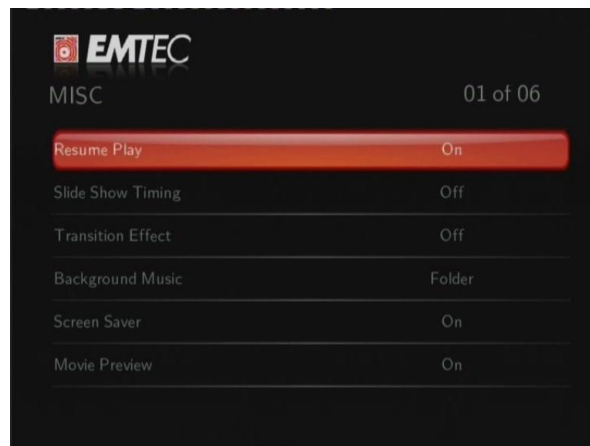 EMTEC
MISC 01 of 06
Resume Play On
Slide Show Timing Off
Transition Effect Off
Background Music Folder
Screen Saver On
Movie Preview On